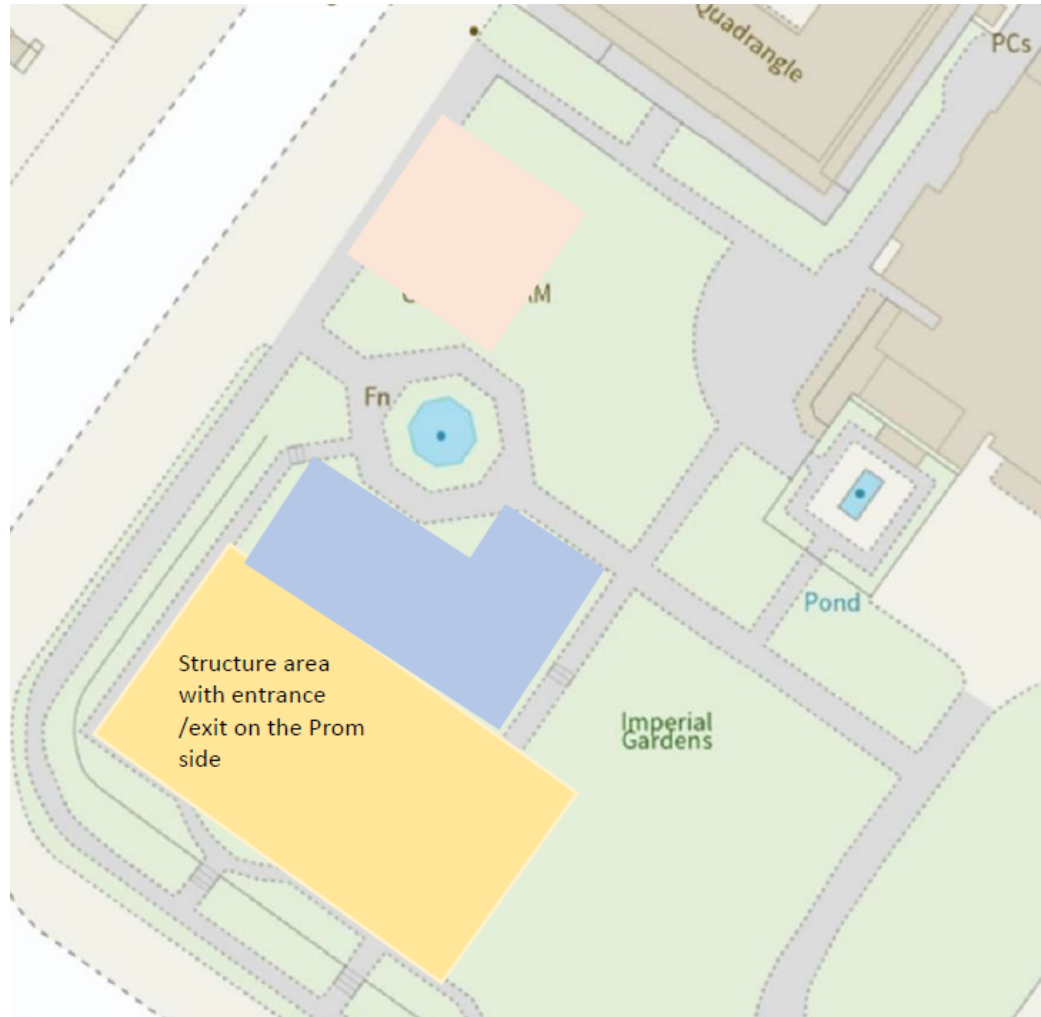 Quadrangle
PCs
Fn
Pond
Structure area
with entrance
/exit on the Prom
side
Imperial
Gardens